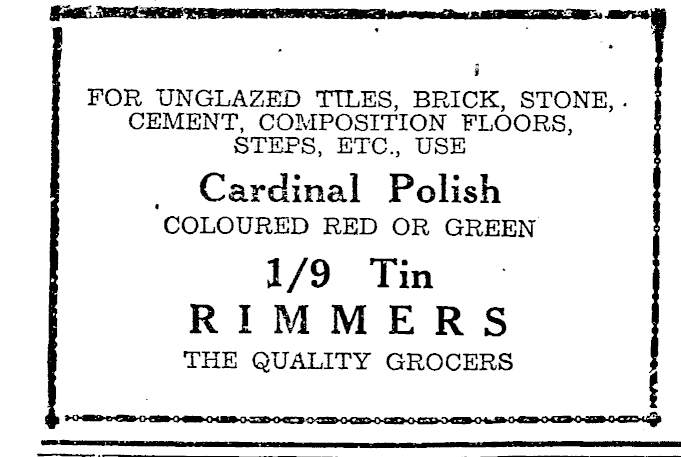 FOR UNGLAZED TILES, BRICK, STONE,
CEMENT, COMPOSITION FLOORS,
STEPS, ETC., USE
Cardinal Polish
COLOURED RED OR GREEN
1/9 Tin
RIMMERS
THE QUALITY GROCERS